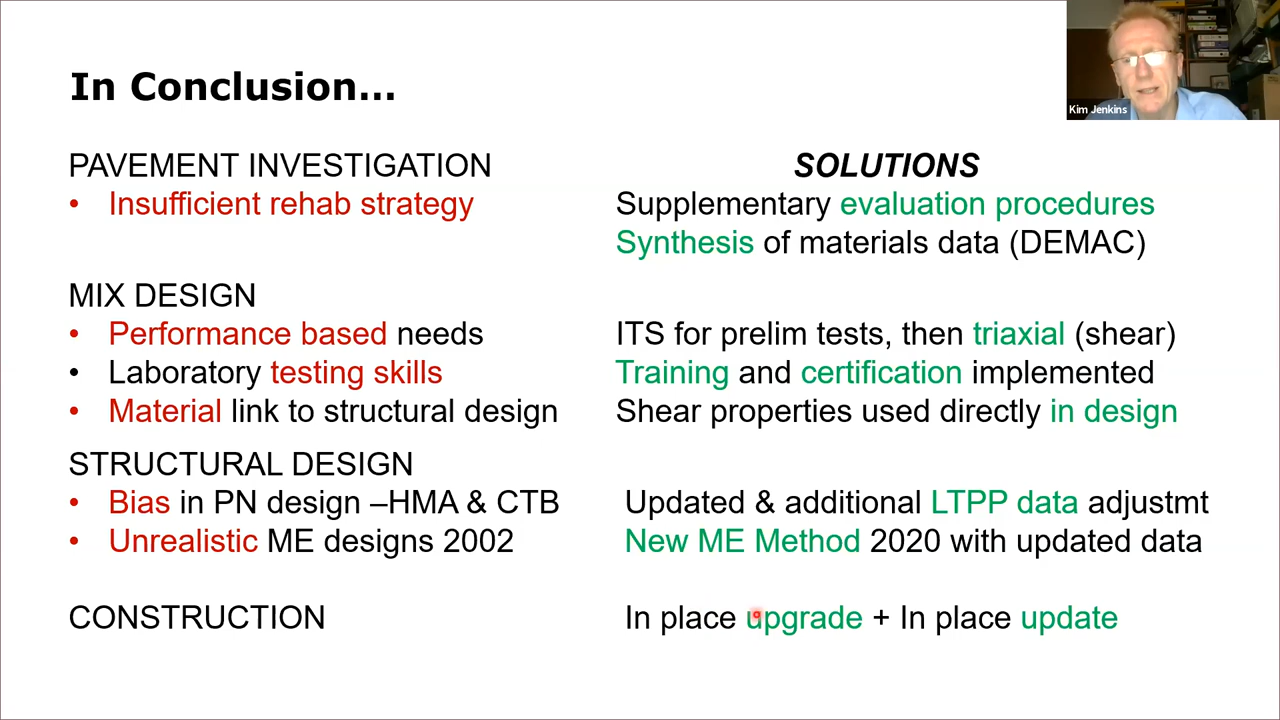 In Conclusion...
Kim Jenkins
PAVEMENT INVESTIGATION
SOLUTIONS
• Insufficient rehab strategy
Supplementary evaluation procedures
Synthesis of materials data (DEMAC)
MIX DESIGN
• Performance based needs
ITS for prelim tests, then triaxial (shear)
• Laboratory testing skills
Training and certification implemented
• Material link to structural design
Shear properties used directly in design
STRUCTURAL DESIGN
• Bias in PN design –HMA & CTB
Updated & additional LTPP data adjustmt
• Unrealistic ME designs 2002
New ME Method 2020 with updated data
CONSTRUCTION
In place upgrade + In place update